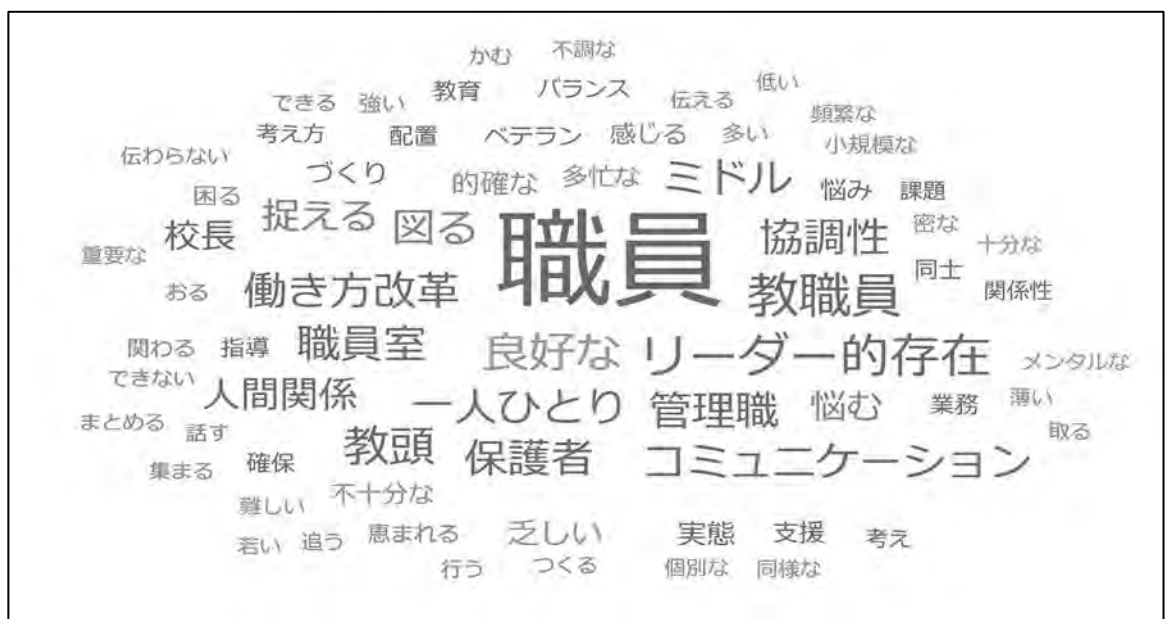 かむ 不調な
できる 強い 教育 バランス 伝える 低い
頻繁な
考え方 配置 ベテラン 感じる 多い 小規模な
伝わらない づくり 的確な 多忙な ミドル 悩み 課題
困る 捉える 図る 職員 協調性 密な
重要な 校長 十分な
おる 働き方改革 教職員 同士 関係性
関わる 指導 職員室 良好な リーダー的存在 メンタルな
できない 人間関係 一人ひとり 管理職 悩む 業務 薄い
まとめる 話す 教頭 保護者 コミュニケーション 取る
集まる 確保
難しい 不十分な
若い 追う 恵まれる 乏しい 実態 支援 考え
行う つくる 個別な 同様な